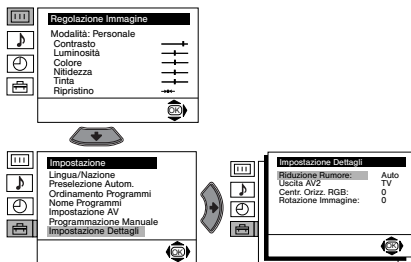 Regolazione Immagine
Modalità: Personale
Contrasto
Luminosità
Colore
Nitidezza
Tinta
Ripristino
OK
Impostazione
Lingua/Nazione
Preselezione Autom.
Ordinamento Programmi
Nome Programmi
Impostazione AV
Programmazione Manuale
Impostazione Dettagli
OK
Impostazione Dettagli
Riduzione Rumore: Auto
Uscita AV2 TV
Centr. Orizz. RGB: 0
Rotazione Immagine: 0
OK